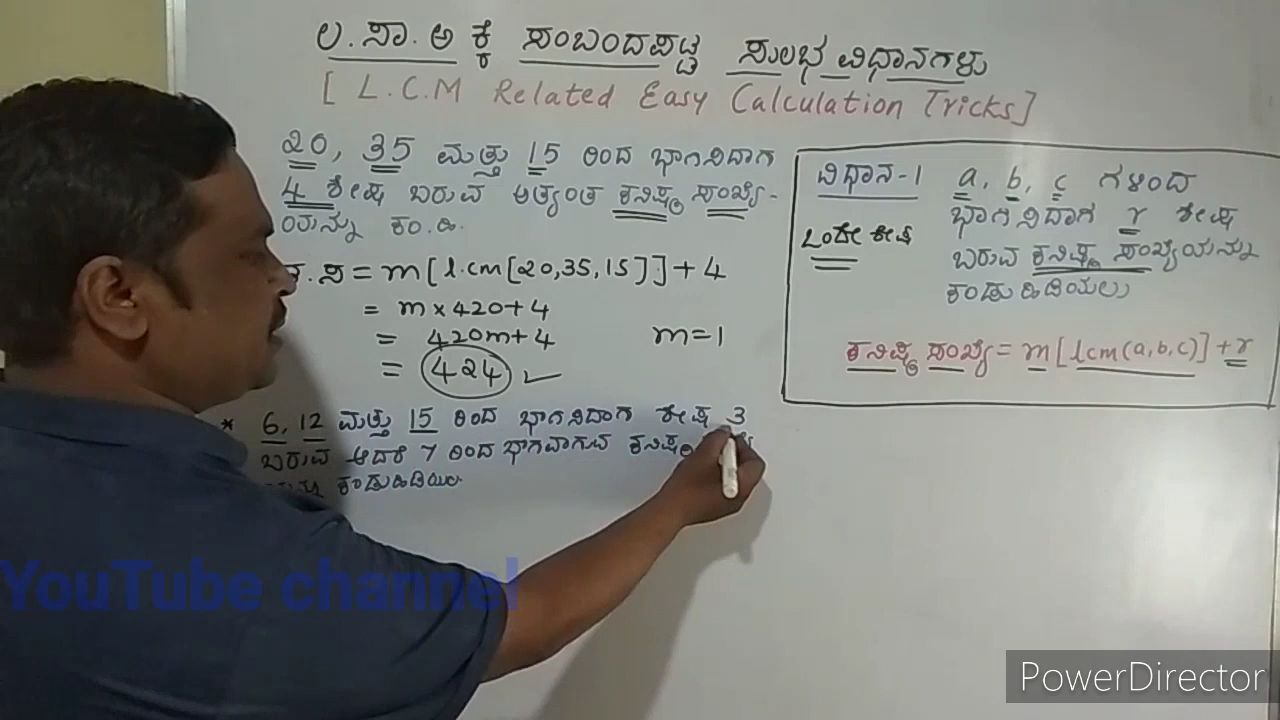 ಲ.ಸಾ.ಅ ಕ್ಕೆ ಸಂಬಂದಪಟ್ಟ ಸುಲಭ ವಿಧಾನಗಳು
[ L.C.M Related Easy Calculation Tricks]
20, 35 ಮತ್ತು 15 ರಿಂದ ಭಾಗಿಸಿದಾಗ
4 ಶೇಷ ಬರುವ ಅತ್ಯಂತ ಕನಿಷ್ಠ ಸಂಖ್ಯೆ-
ಯನ್ನು ಕಂ.ಹಿ.
ಕ.ಸಂ = m[l.cm[20,35,15]]+4
= m×420+4
= 420m+4 m=1
= 424 ✓
* 6, 12 ಮತ್ತು 15 ರಿಂದ ಭಾಗಿಸಿದಾಗ ಶೇಷ 3
ಬರುವ ಆದರೆ 7 ರಿಂದ ಭಾಗವಾಗುವ ಕನಿಷ್ಠ
ಕಂಡುಹಿಡಿಯಿರಿ
ವಿಧಾನ-1 a, b, c ಗಳಿಂದ
ಭಾಗಿಸಿದಾಗ r ಶೇಷ
ಒಂದೇ ಶೇಷ
ಬರುವ ಕನಿಷ್ಠ ಸಂಖ್ಯೆಯನ್ನು
ಕಂಡುಹಿಡಿಯಲು
ಕನಿಷ್ಠ ಸಂಖ್ಯೆ = m[lcm(a,b,c)]+r
YouTube channel
PowerDirector